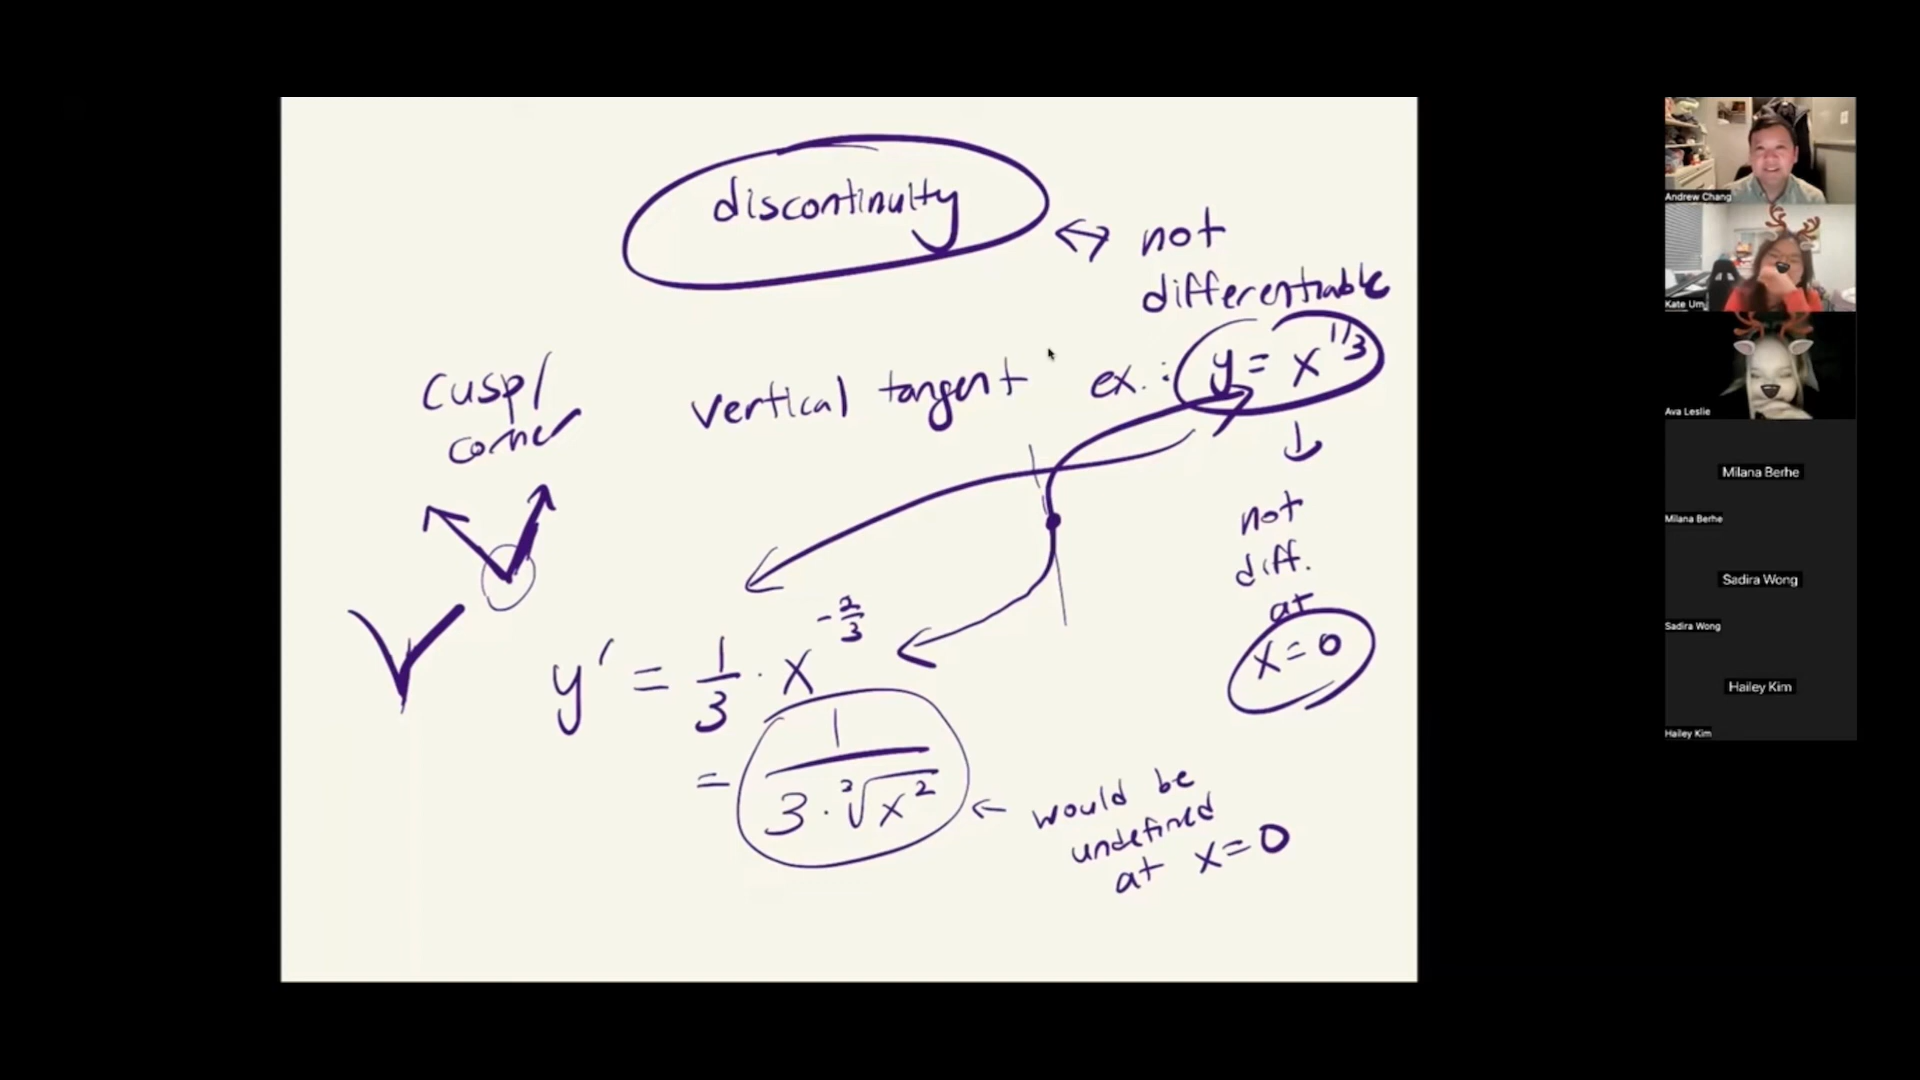 discontinuity
↔ not
differentiable
cusp/
corner
vertical tangent
ex.: y = x^{1/3}
↓
not
diff.
at
x=0
y' = 1/3 · x^{-2/3}
= 1/(3·∛x²)
← would be
undefined
at x=0
Andrew Chang
Kate Um
Ava Leslie
Milana Berhe
Milana Berhe
Sadira Wong
Sadira Wong
Hailey Kim
Hailey Kim